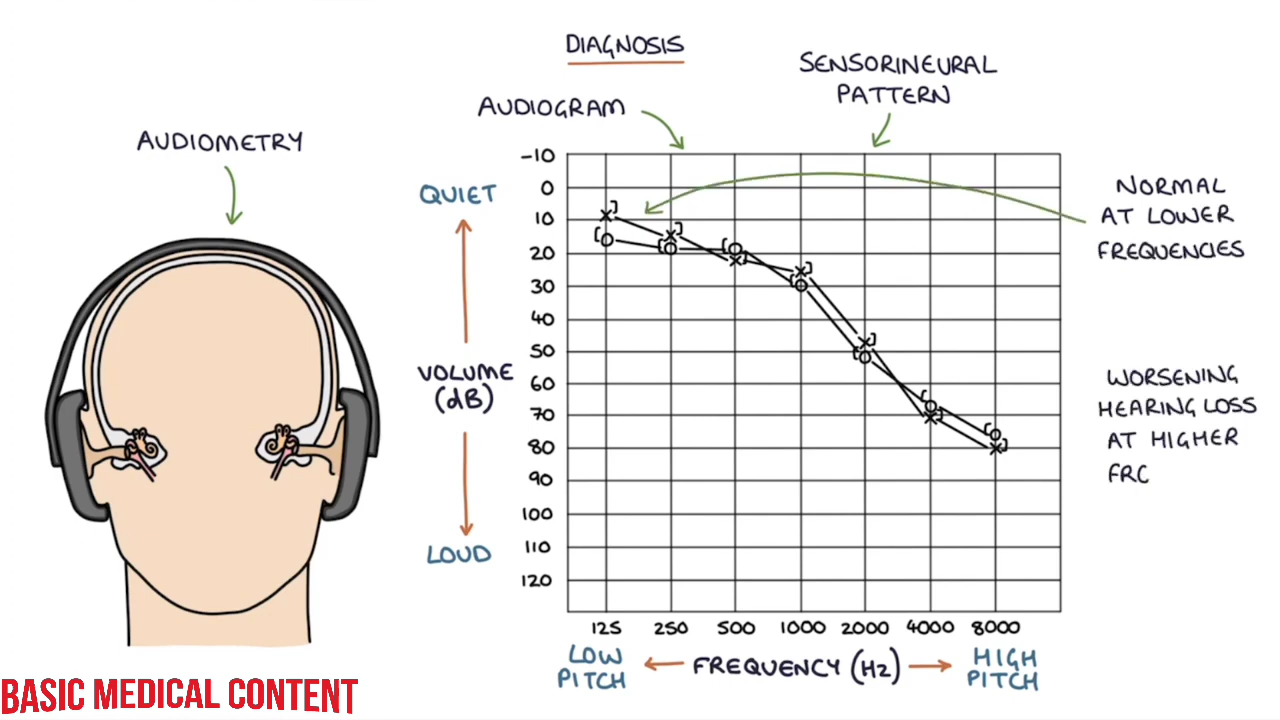 DIAGNOSIS
AUDIOMETRY
AUDIOGRAM
SENSORINEURAL
PATTERN
QUIET
VOLUME
(dB)
LOUD
-10
0
10
20
30
40
50
60
70
80
90
100
110
120
125 250 500 1000 2000 4000 8000
LOW
PITCH
FREQUENCY (HZ)
HIGH
PITCH
NORMAL
AT LOWER
FREQUENCIES
WORSENING
HEARING LOSS
AT HIGHER
FRC
BASIC MEDICAL CONTENT